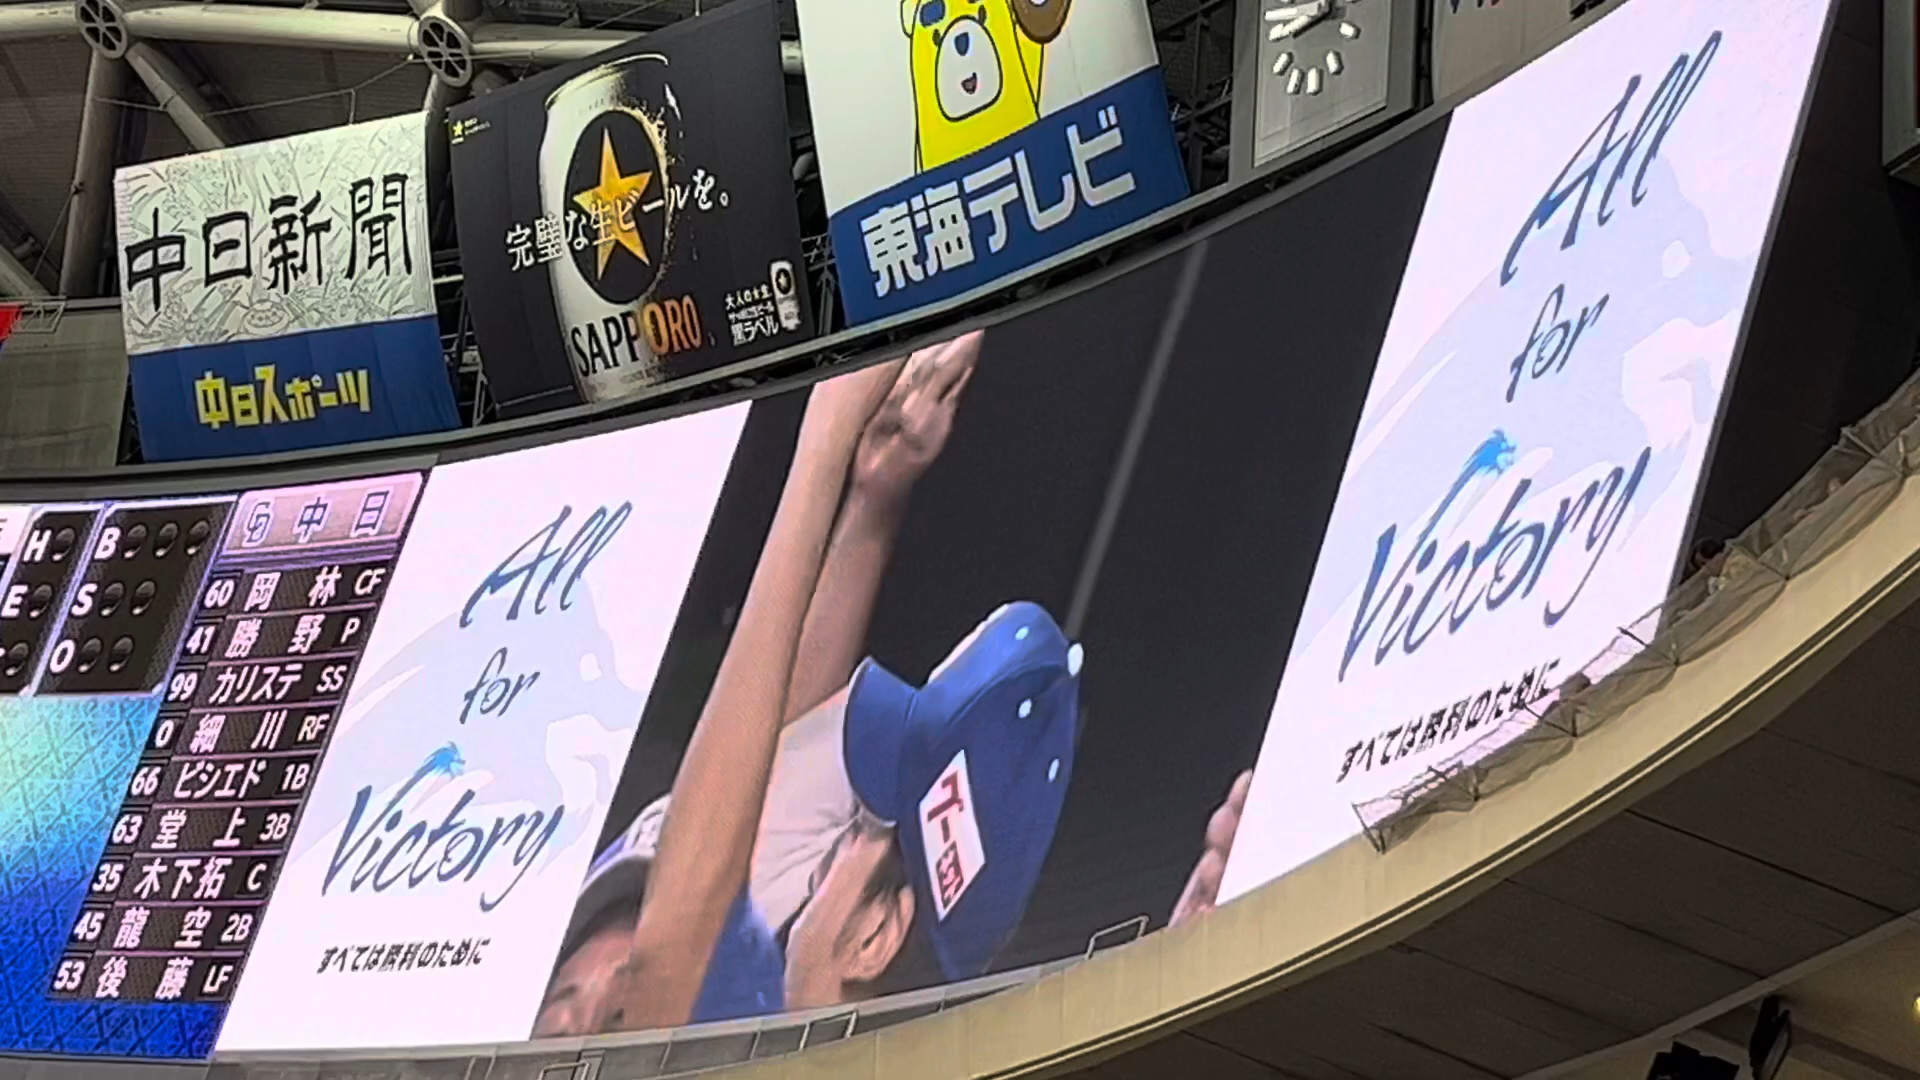 中日新聞
中日スポーツ
完璧な生ビールを。
SAPPORO
黒ラベル
東海テレビ
H
B
E
S
O
CD 中日
60 岡林 CF
41 勝野 P
99 カリステ SS
0 細川 RF
66 ビシエド 1B
63 堂上 3B
35 木下拓 C
45 龍空 2B
53 後藤 LF
All
for
Victory
すべては勝利のために
All
for
Victory
すべては勝利のために